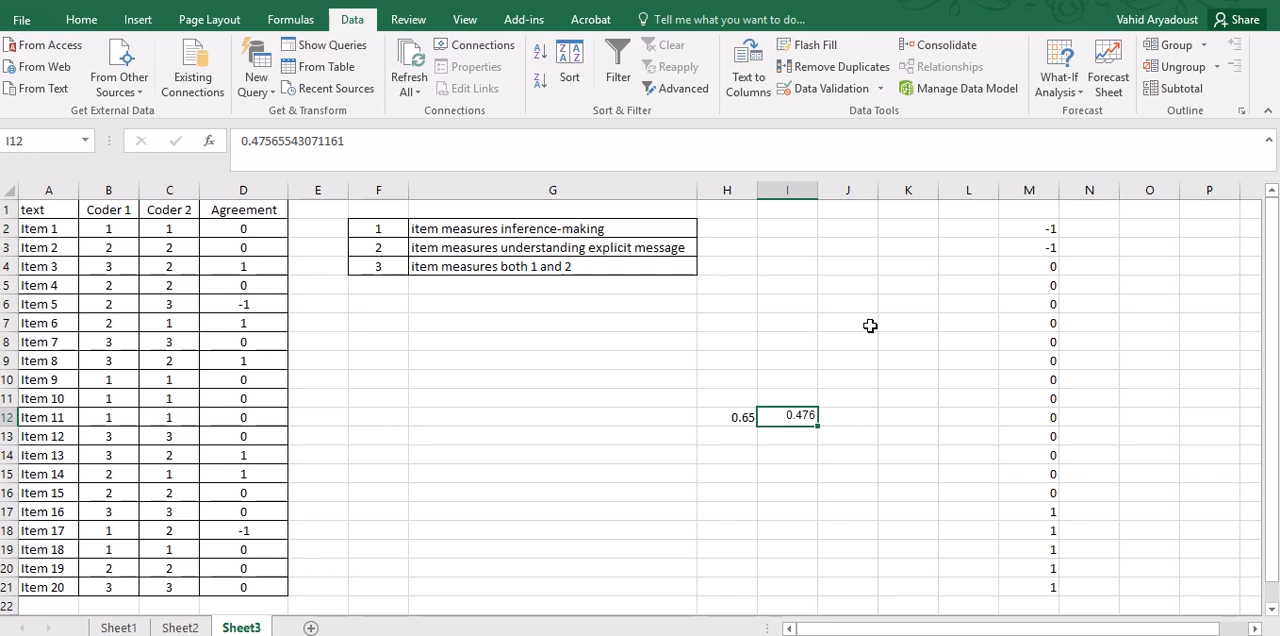 File Home Insert Page Layout Formulas Data Review View Add-ins Acrobat Tell me what you want to do... Vahid Aryadoust Share
From Access
From Web
From Text
From Other Sources
Existing Connections
Get External Data
New Query
Show Queries
From Table
Recent Sources
Get & Transform
Refresh All
Connections
Properties
Edit Links
Connections
Sort
Filter
Clear
Reapply
Advanced
Sort & Filter
Text to Columns
Flash Fill
Remove Duplicates
Data Validation
Consolidate
Relationships
Manage Data Model
Data Tools
What-If Analysis
Forecast Sheet
Forecast
Group
Ungroup
Subtotal
Outline
I12 fx 0.47565543071161
A B C D E F G H I J K L M N O P
1 text Coder 1 Coder 2 Agreement
2 Item 1 1 1 0 1 item measures inference-making -1
3 Item 2 2 2 0 2 item measures understanding explicit message -1
4 Item 3 3 2 1 3 item measures both 1 and 2 0
5 Item 4 2 2 0 0
6 Item 5 2 3 -1 0
7 Item 6 2 1 1 0
8 Item 7 3 3 0 0
9 Item 8 3 2 1 0
10 Item 9 1 1 0 0
11 Item 10 1 1 0 0
12 Item 11 1 1 0 0.65 0.476 0
13 Item 12 3 3 0 0
14 Item 13 3 2 1 0
15 Item 14 2 1 1 0
16 Item 15 2 2 0 0
17 Item 16 3 3 0 1
18 Item 17 1 2 -1 1
19 Item 18 1 1 0 1
20 Item 19 2 2 0 1
21 Item 20 3 3 0 1
22
Sheet1 Sheet2 Sheet3